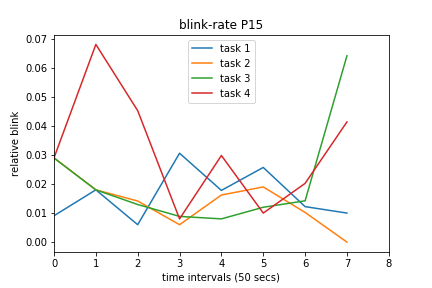 blink-rate P15
task 1
task 2
task 3
task 4
relative blink
0.07
0.06
0.05
0.04
0.03
0.02
0.01
0.00
0 1 2 3 4 5 6 7 8
time intervals (50 secs)